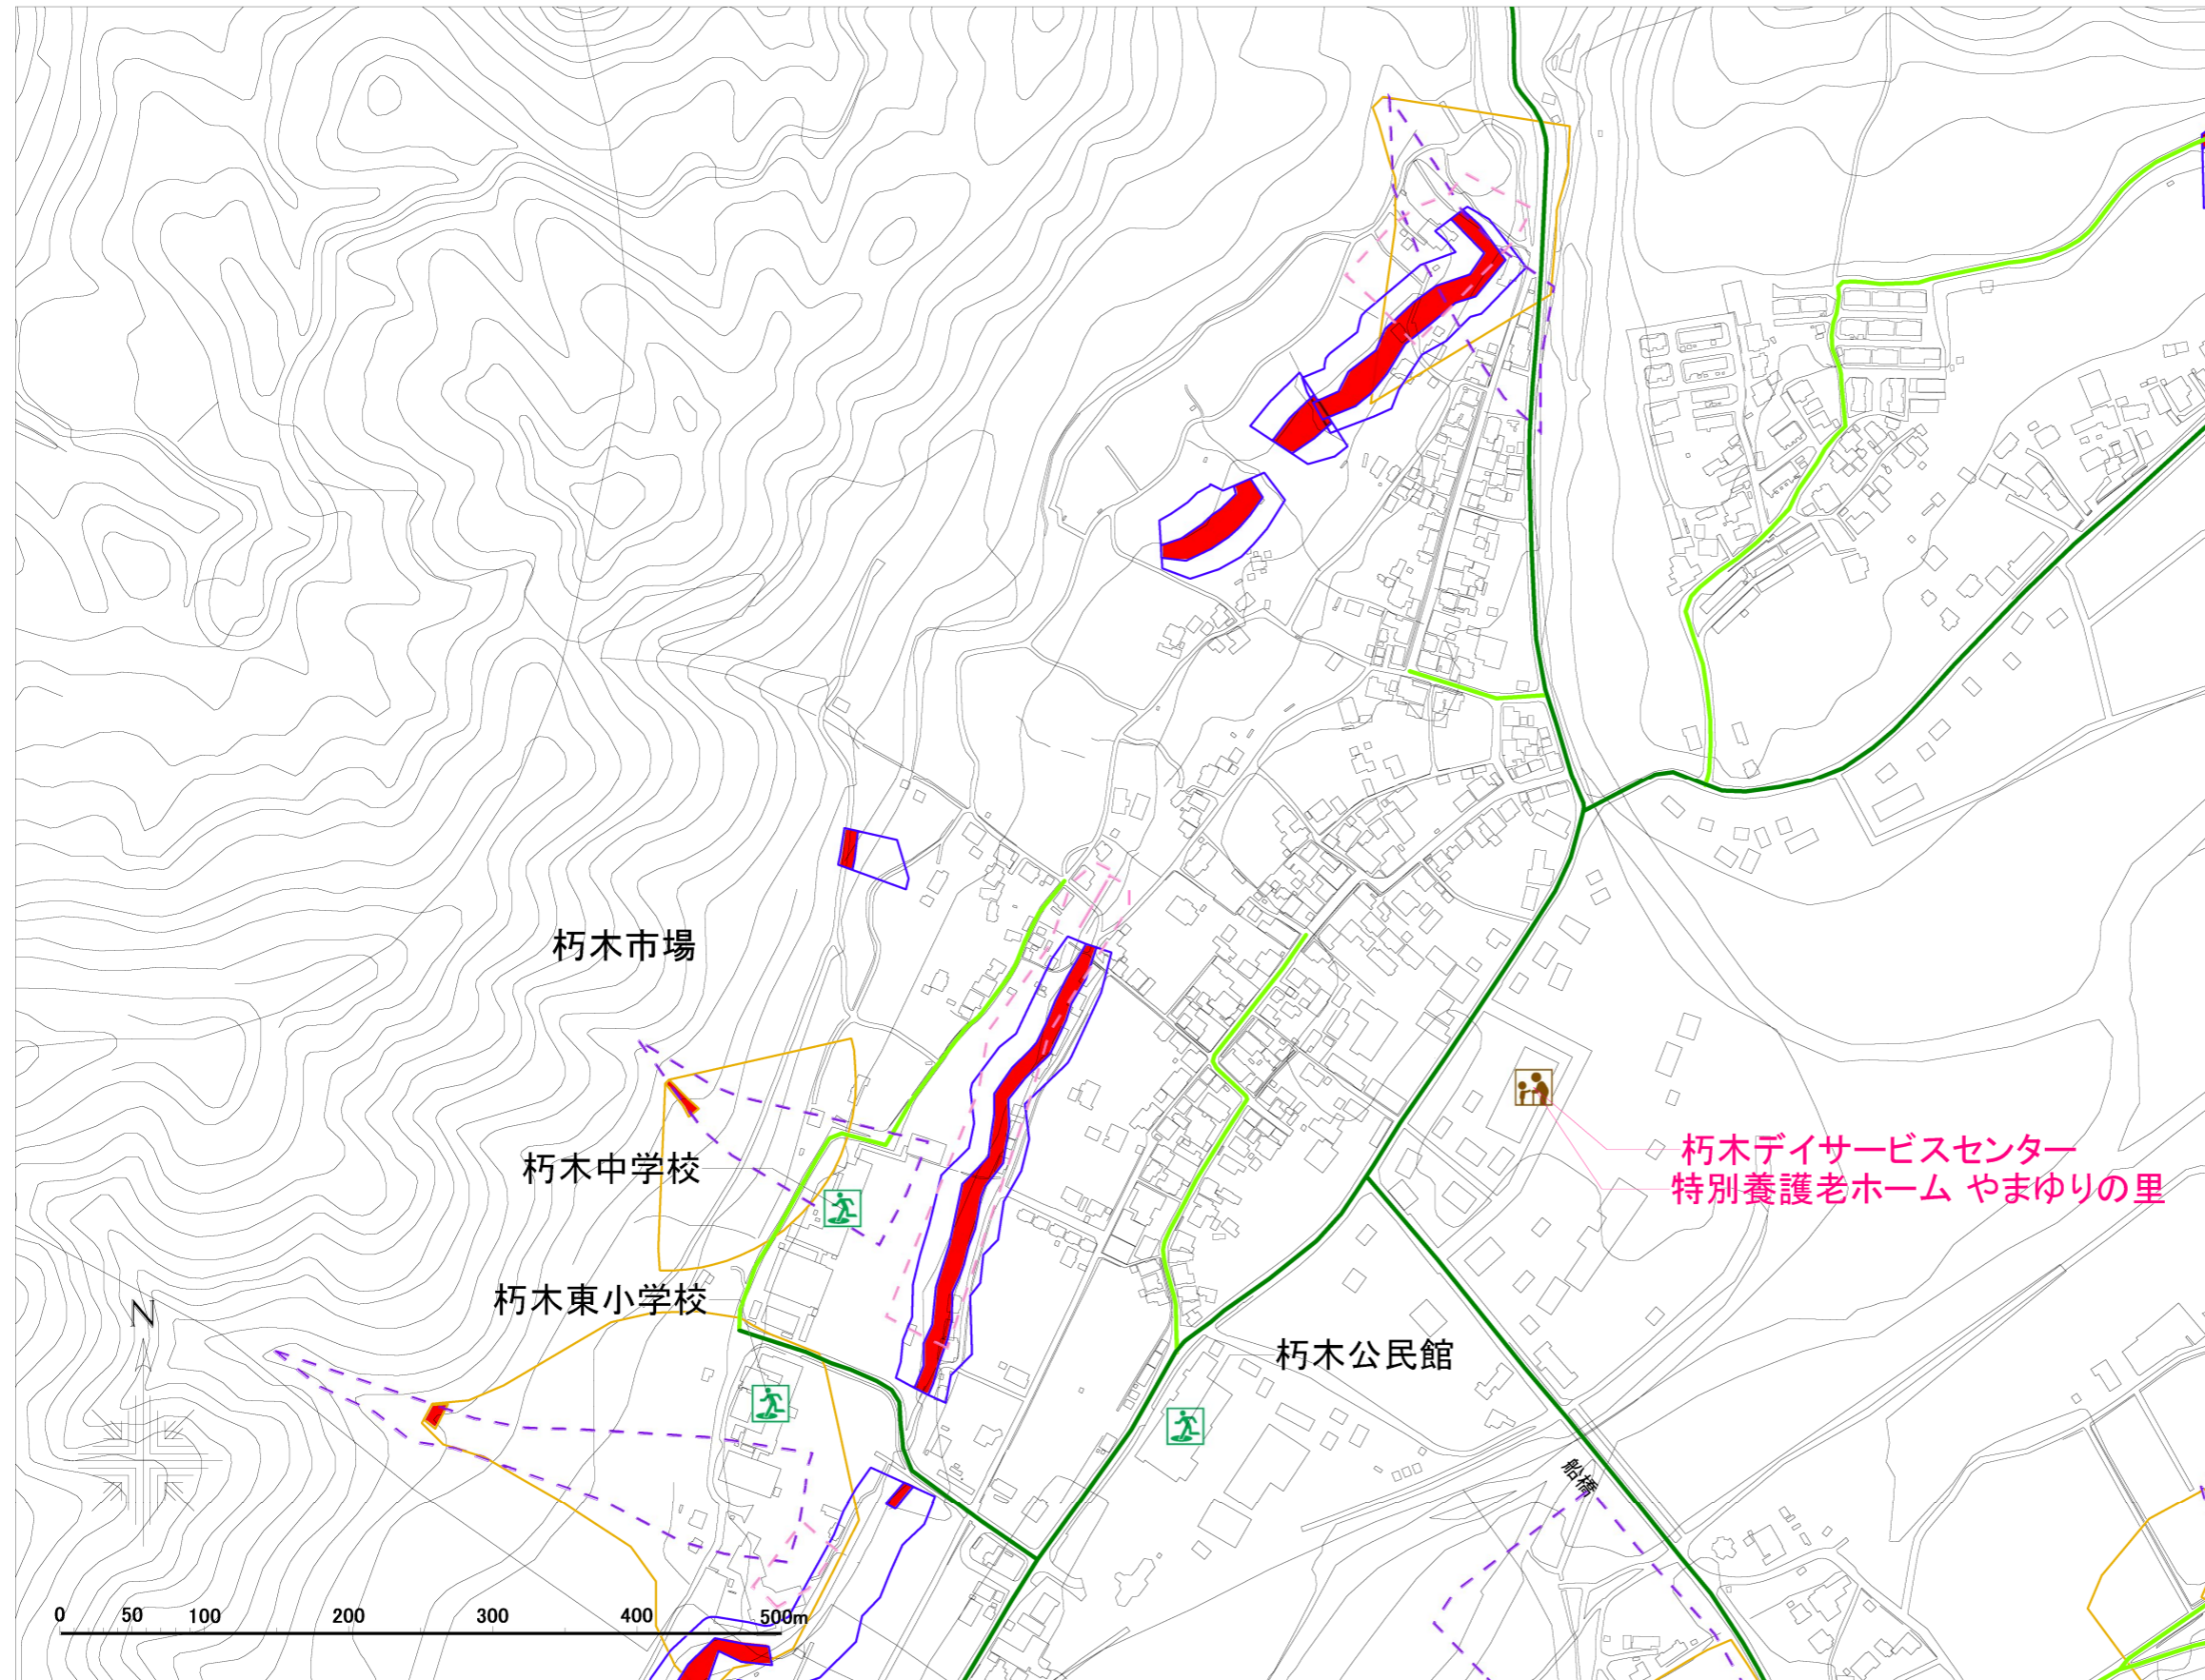 朽木市場
朽木中学校
朽木デイサービスセンター
特別養護老ホーム やまゆりの里
朽木東小学校
N
朽木公民館
船橋
0 50 100 200 300 400 500m